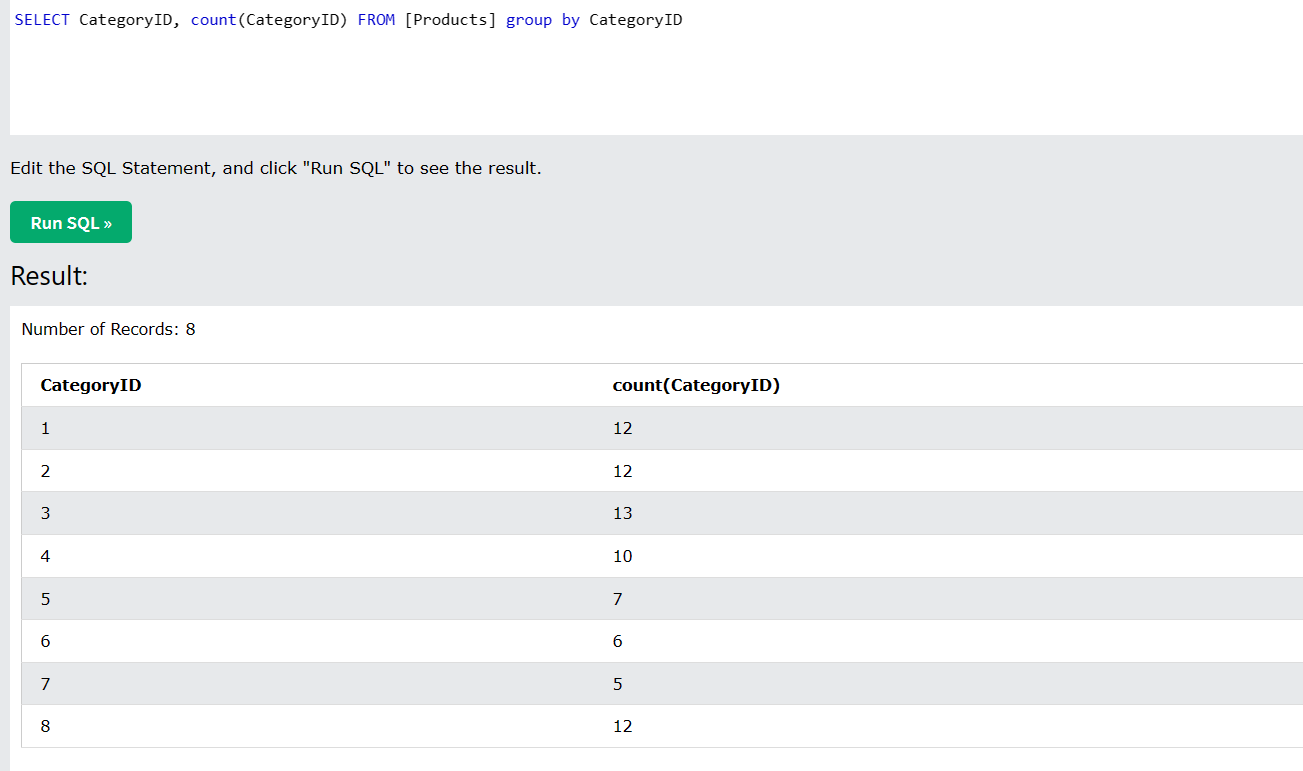 SELECT CategoryID, count(CategoryID) FROM [Products] group by CategoryID
Edit the SQL Statement, and click "Run SQL" to see the result.
Run SQL »
Result:
Number of Records: 8
CategoryID count(CategoryID)
1 12
2 12
3 13
4 10
5 7
6 6
7 5
8 12